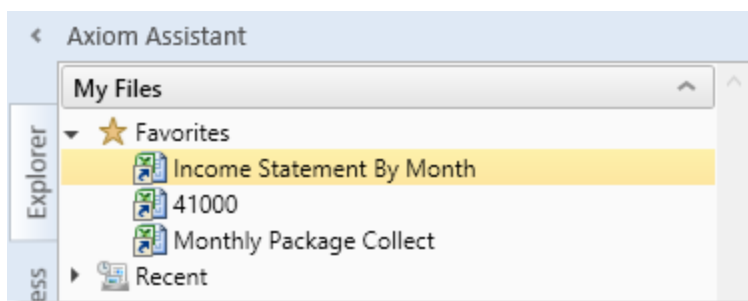 Axiom Assistant
My Files
Favorites
Income Statement By Month
41000
Monthly Package Collect
Recent
Explorer